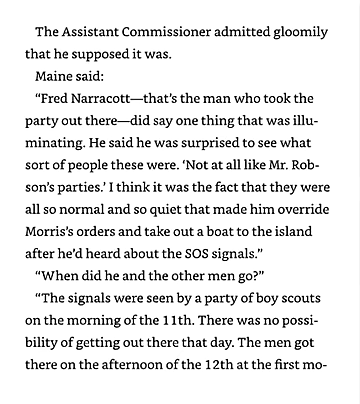 The Assistant Commissioner admitted gloomily
that he supposed it was.
Maine said:
“Fred Narracott—that’s the man who took the
party out there—did say one thing that was illu-
minating. He said he was surprised to see what
sort of people these were. ‘Not at all like Mr. Rob-
son’s parties.’ I think it was the fact that they were
all so normal and so quiet that made him override
Morris’s orders and take out a boat to the island
after he’d heard about the SOS signals.”
“When did he and the other men go?”
“The signals were seen by a party of boy scouts
on the morning of the 11th. There was no possi-
bility of getting out there that day. The men got
there on the afternoon of the 12th at the first mo-